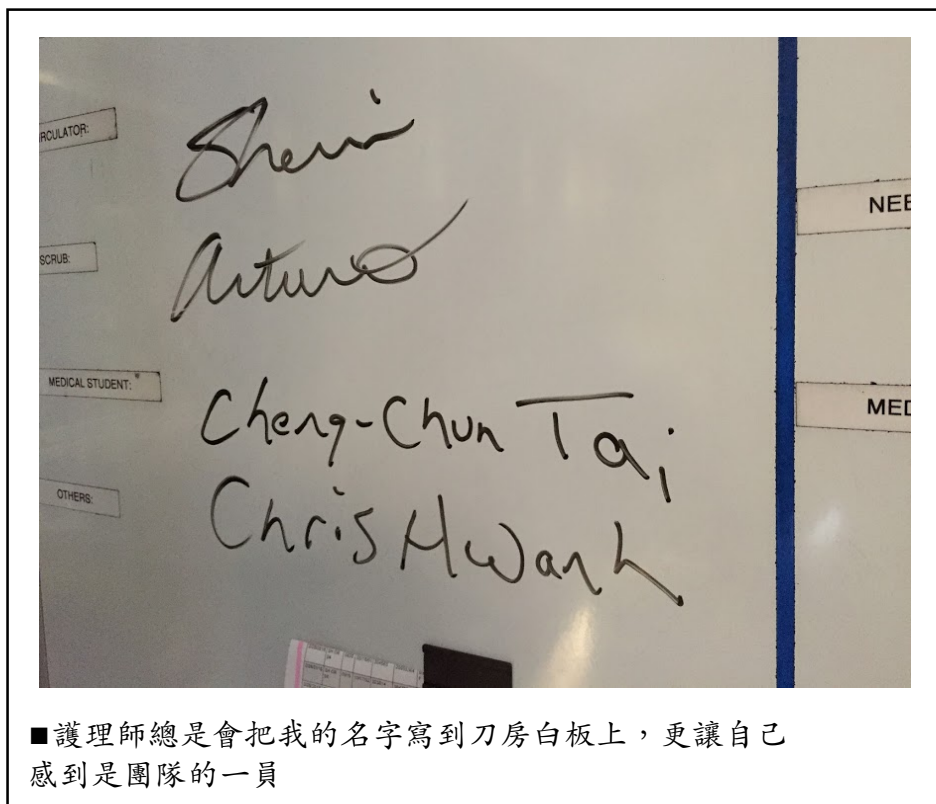 RCULATOR:
Sherri
SCRUB:
Arturo
MEDICAL STUDENT:
Cheng-Chun Tai
OTHERS:
Chris Hwanh
NEE
MED
■護理師總是會把我的名字寫到刀房白板上，更讓自己
感到是團隊的一員